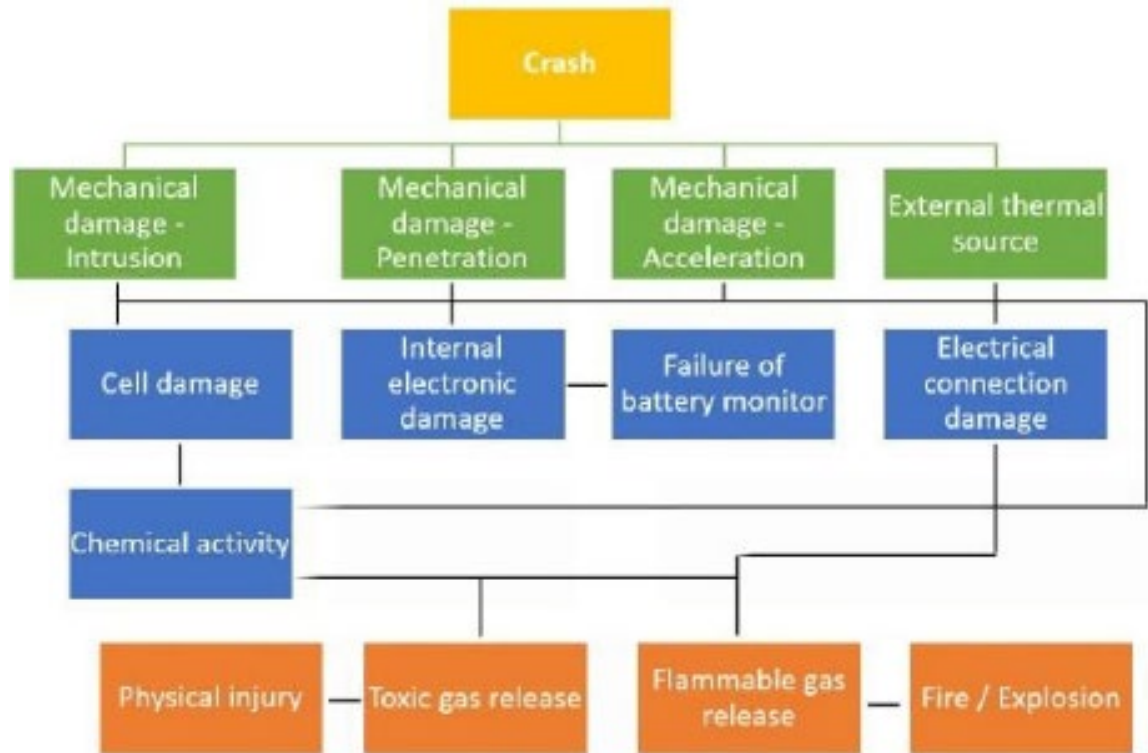 Crash
Mechanical
damage -
Intrusion
Mechanical
damage -
Penetration
Mechanical
damage -
Acceleration
External thermal
source
Cell damage
Internal
electronic
damage
Failure of
battery monitor
Electrical
connection
damage
Chemical activity
Physical injury
Toxic gas release
Flammable gas
release
Fire / Explosion